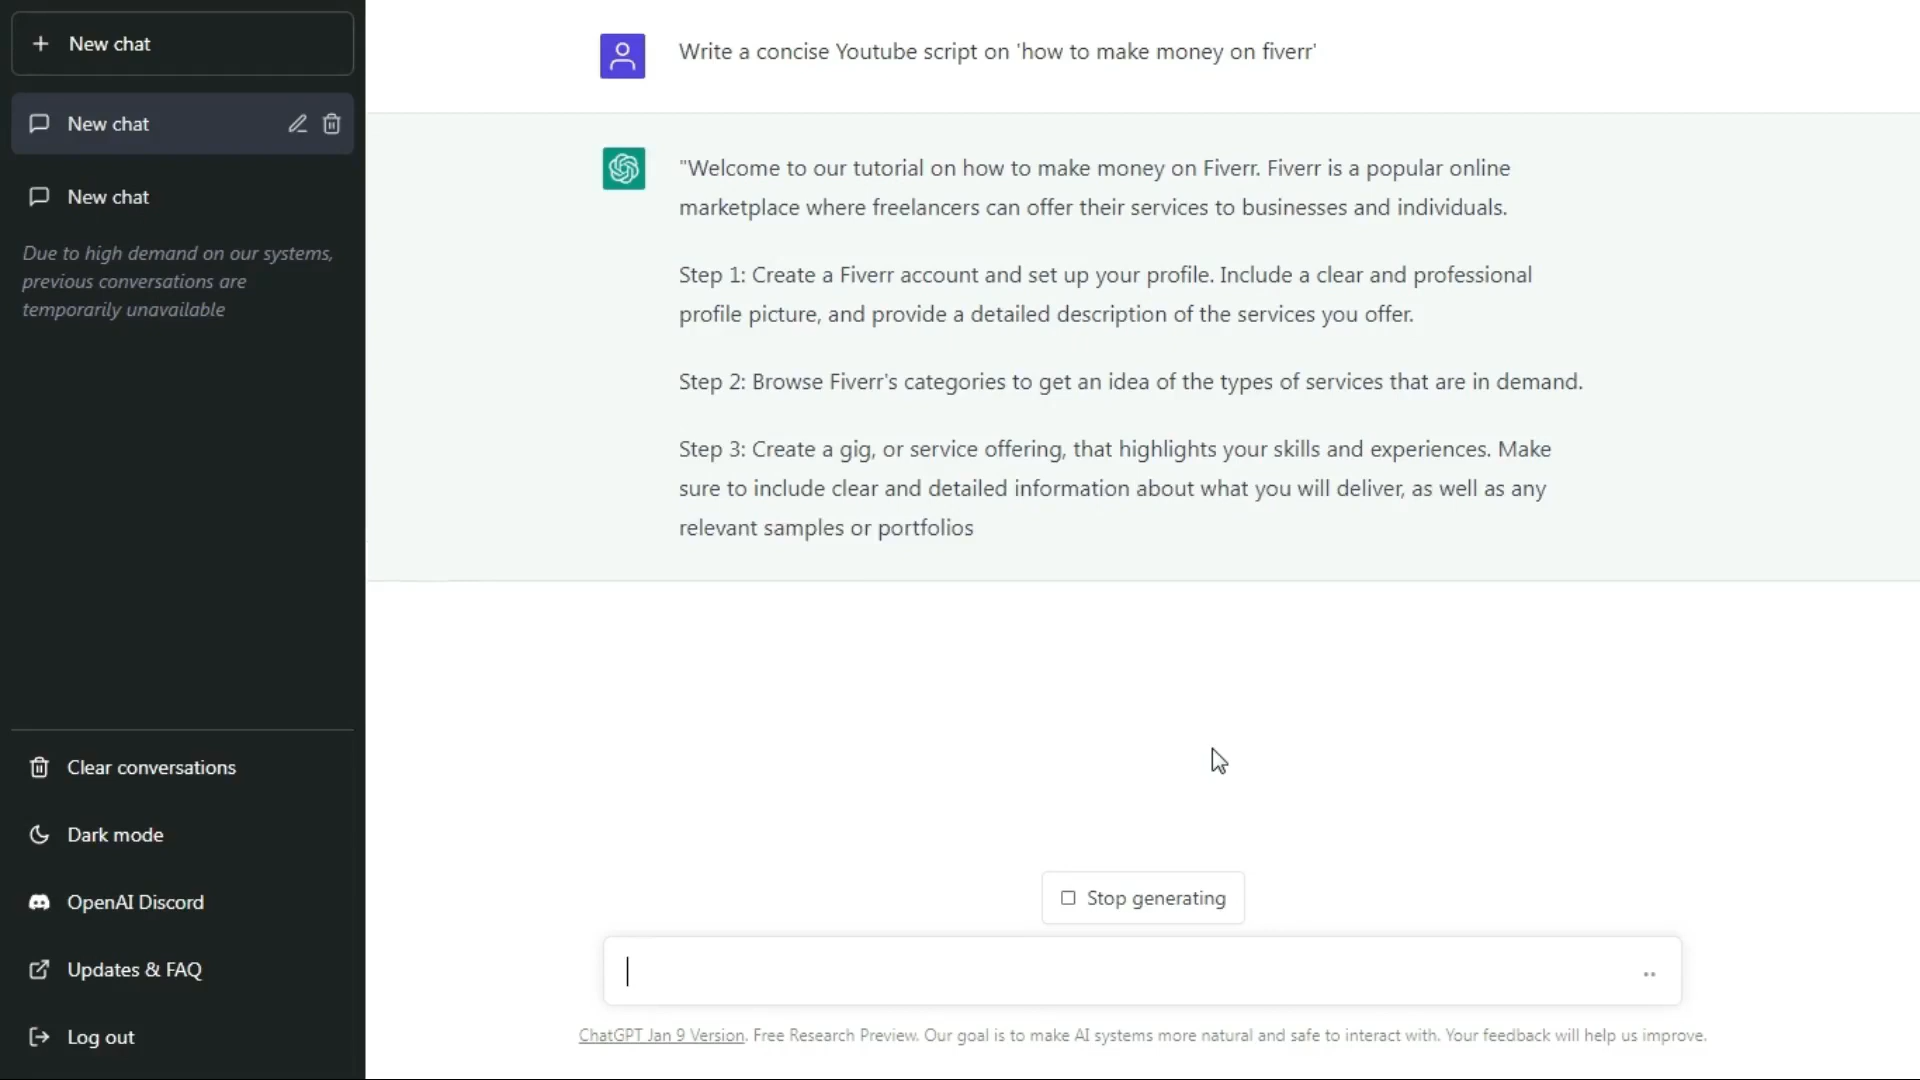 New chat
New chat
New chat
Due to high demand on our systems,
previous conversations are
temporarily unavailable
Clear conversations
Dark mode
OpenAI Discord
Updates & FAQ
Log out
Write a concise Youtube script on 'how to make money on fiverr'
"Welcome to our tutorial on how to make money on Fiverr. Fiverr is a popular online
marketplace where freelancers can offer their services to businesses and individuals.
Step 1: Create a Fiverr account and set up your profile. Include a clear and professional
profile picture, and provide a detailed description of the services you offer.
Step 2: Browse Fiverr's categories to get an idea of the types of services that are in demand.
Step 3: Create a gig, or service offering, that highlights your skills and experiences. Make
sure to include clear and detailed information about what you will deliver, as well as any
relevant samples or portfolios
Stop generating
ChatGPT Jan 9 Version. Free Research Preview. Our goal is to make AI systems more natural and safe to interact with. Your feedback will help us improve.